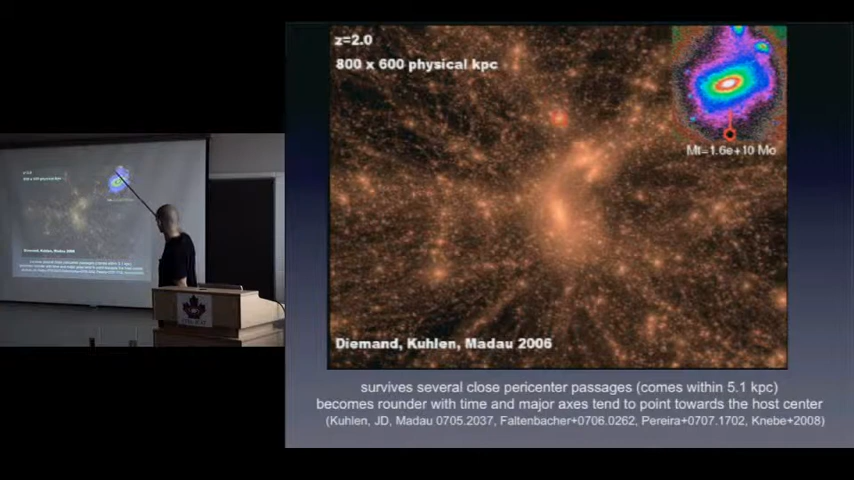 z=2.0
800 x 600 physical kpc
Mt=1.6e+10 Mo
Diemand, Kuhlen, Madau 2006
survives several close pericenter passages (comes within 5.1 kpc)
becomes rounder with time and major axes tend to point towards the host center
(Kuhlen, JD, Madau 0705.2037, Faltenbacher+0706.0262, Pereira+0707.1702, Knebe+2008)